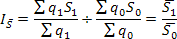 I_S̄ = (∑ q₁S₁)/(∑ q₁) ÷ (∑ q₀S₀)/(∑ q₀) = S̄₁/S̄₀